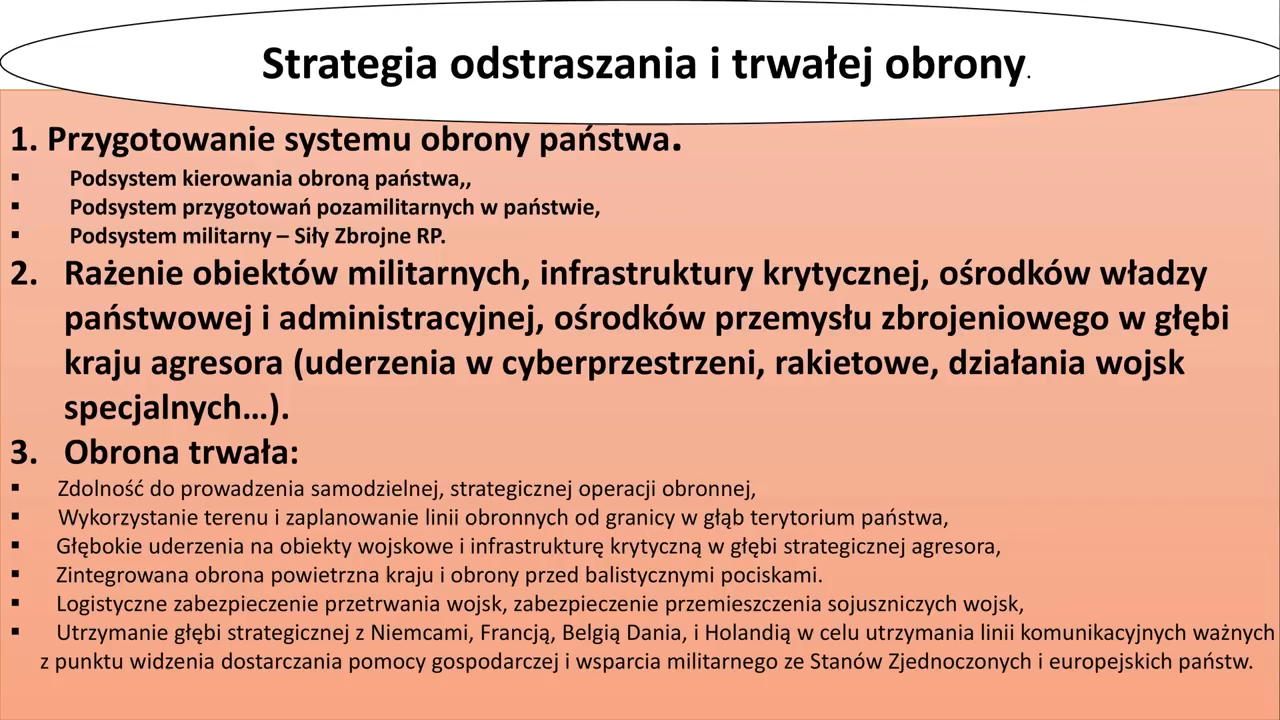 Strategia odstraszania i trwałej obrony.
1. Przygotowanie systemu obrony państwa.
▪ Podsystem kierowania obroną państwa,,
▪ Podsystem przygotowań pozamilitarnych w państwie,
▪ Podsystem militarny – Siły Zbrojne RP.
2. Rażenie obiektów militarnych, infrastruktury krytycznej, ośrodków władzy
państwowej i administracyjnej, ośrodków przemysłu zbrojeniowego w głębi
kraju agresora (uderzenia w cyberprzestrzeni, rakietowe, działania wojsk
specjalnych…).
3. Obrona trwała:
▪ Zdolność do prowadzenia samodzielnej, strategicznej operacji obronnej,
▪ Wykorzystanie terenu i zaplanowanie linii obronnych od granicy w głąb terytorium państwa,
▪ Głębokie uderzenia na obiekty wojskowe i infrastrukturę krytyczną w głębi strategicznej agresora,
▪ Zintegrowana obrona powietrzna kraju i obrony przed balistycznymi pociskami.
▪ Logistyczne zabezpieczenie przetrwania wojsk, zabezpieczenie przemieszczenia sojuszniczych wojsk,
▪ Utrzymanie głębi strategicznej z Niemcami, Francją, Belgią Dania, i Holandią w celu utrzymania linii komunikacyjnych ważnych
z punktu widzenia dostarczania pomocy gospodarczej i wsparcia militarnego ze Stanów Zjednoczonych i europejskich państw.